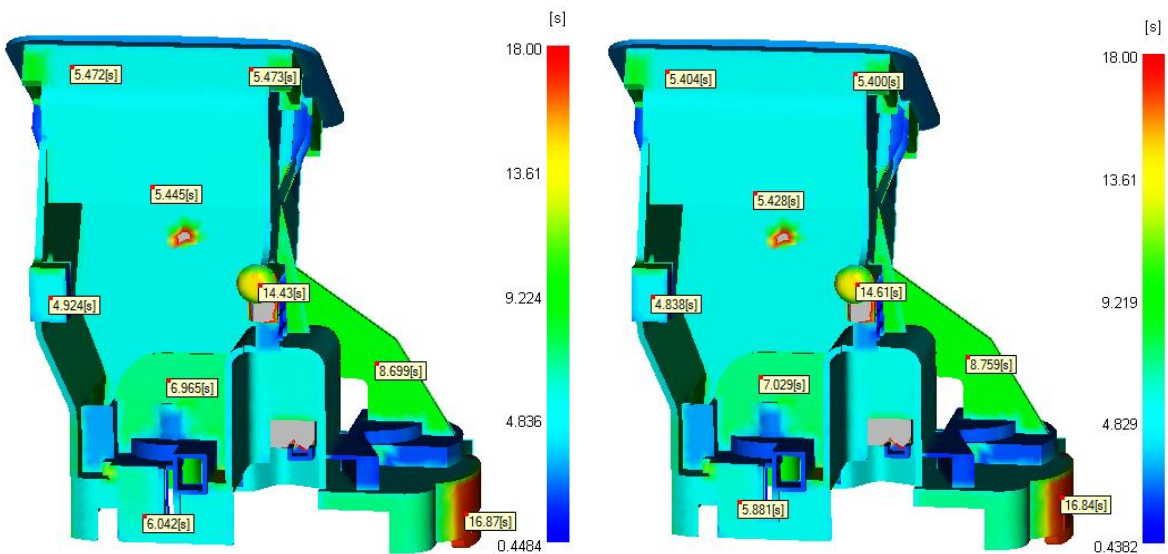 [s]
18.00
5.472[s]
5.473[s]
13.61
5.445[s]
9.224
4.924[s]
14.43[s]
8.699[s]
6.965[s]
4.836
6.042[s]
16.87[s]
0.4484
[s]
18.00
5.404[s]
5.400[s]
13.61
5.428[s]
9.219
4.838[s]
14.61[s]
8.759[s]
7.029[s]
4.829
5.881[s]
16.84[s]
0.4382